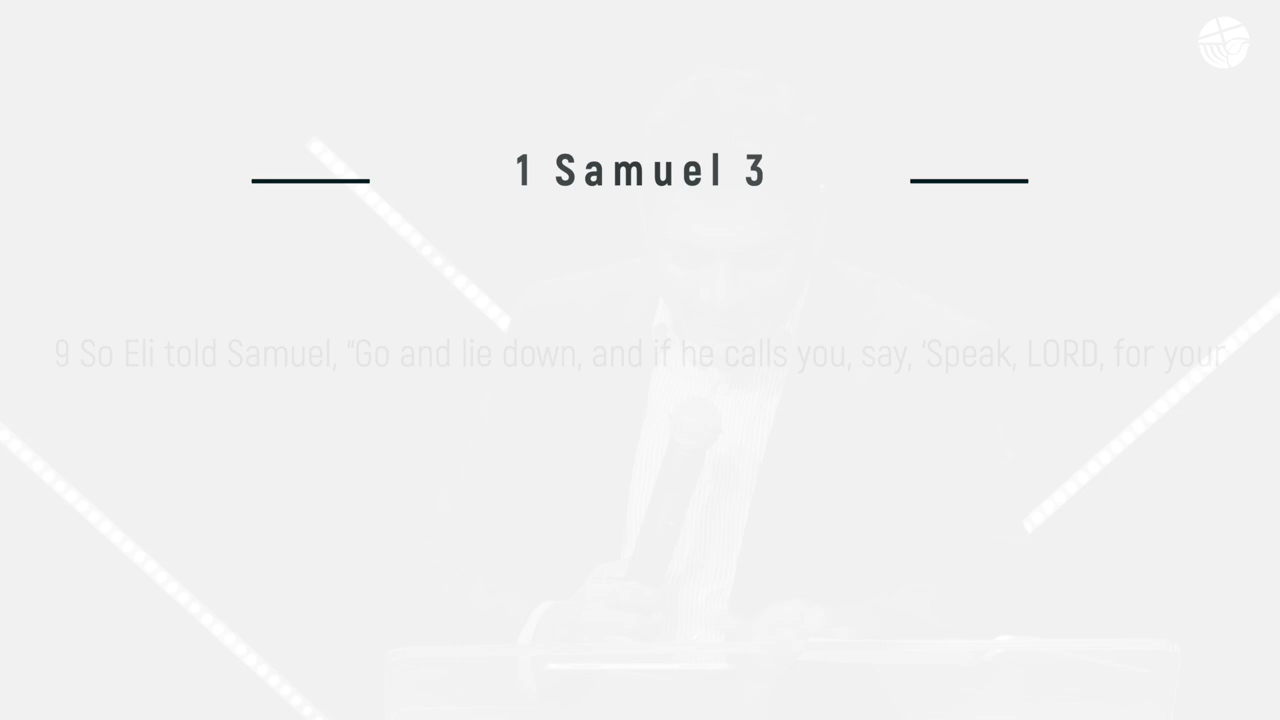 1 Samuel 3
9 So Eli told Samuel, “Go and lie down, and if he calls you, say, ‘Speak, LORD, for your